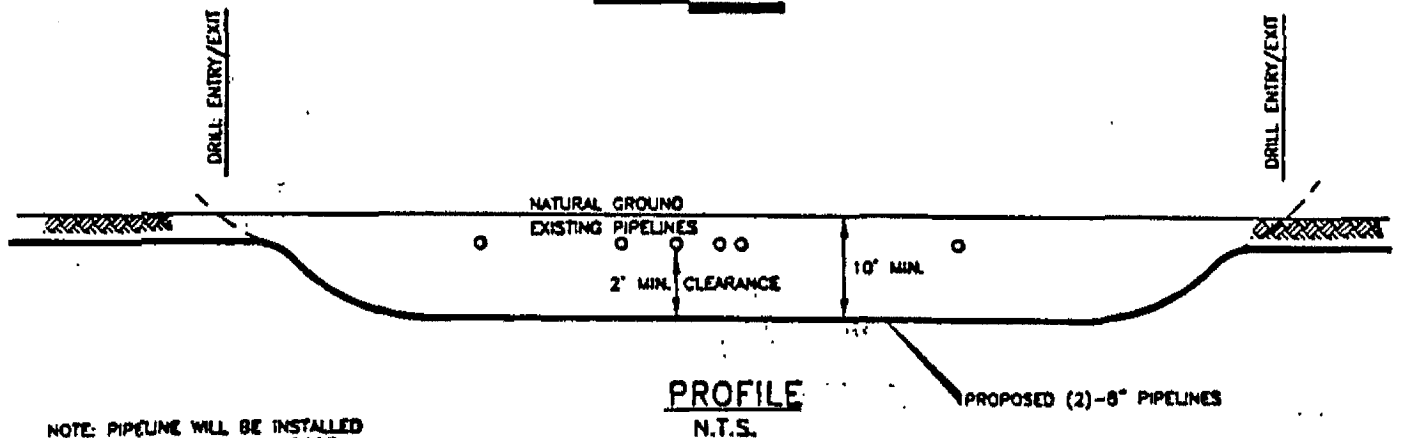 DRILL ENTRY/EXIT
DRILL ENTRY/EXIT
NATURAL GROUND
EXISTING PIPELINES
2' MIN. CLEARANCE
10' MIN.
PROFILE
N.T.S.
PROPOSED (2)-8" PIPELINES
NOTE: PIPELINE WILL BE INSTALLED